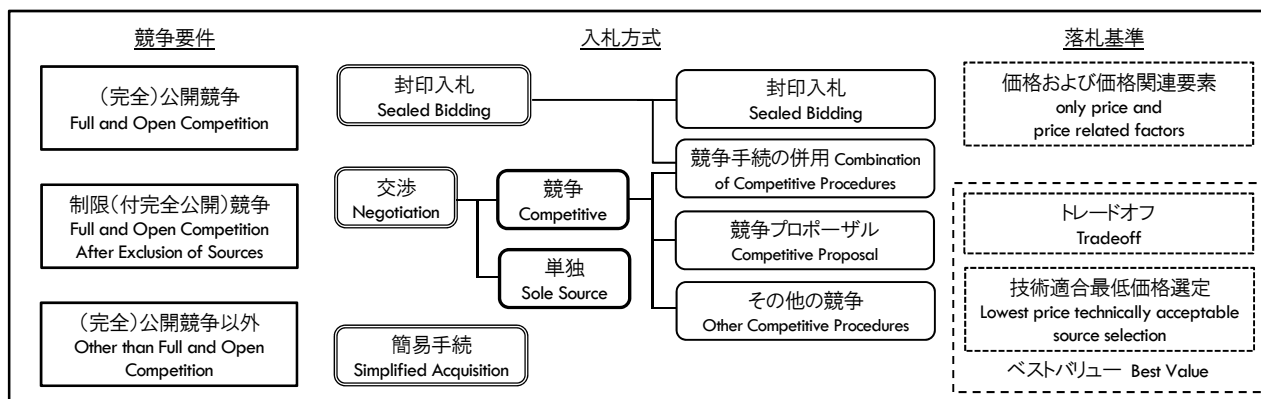 競争要件
(完全)公開競争
Full and Open Competition
制限(付完全公開)競争
Full and Open Competition
After Exclusion of Sources
(完全)公開競争以外
Other than Full and Open
Competition
入札方式
封印入札
Sealed Bidding
交渉
Negotiation
簡易手続
Simplified Acquisition
競争
Competitive
単独
Sole Source
封印入札
Sealed Bidding
競争手続の併用 Combination
of Competitive Procedures
競争プロポーザル
Competitive Proposal
その他の競争
Other Competitive Procedures
落札基準
価格および価格関連要素
only price and
price related factors
トレードオフ
Tradeoff
技術適合最低価格選定
Lowest price technically acceptable
source selection
ベストバリュー Best Value